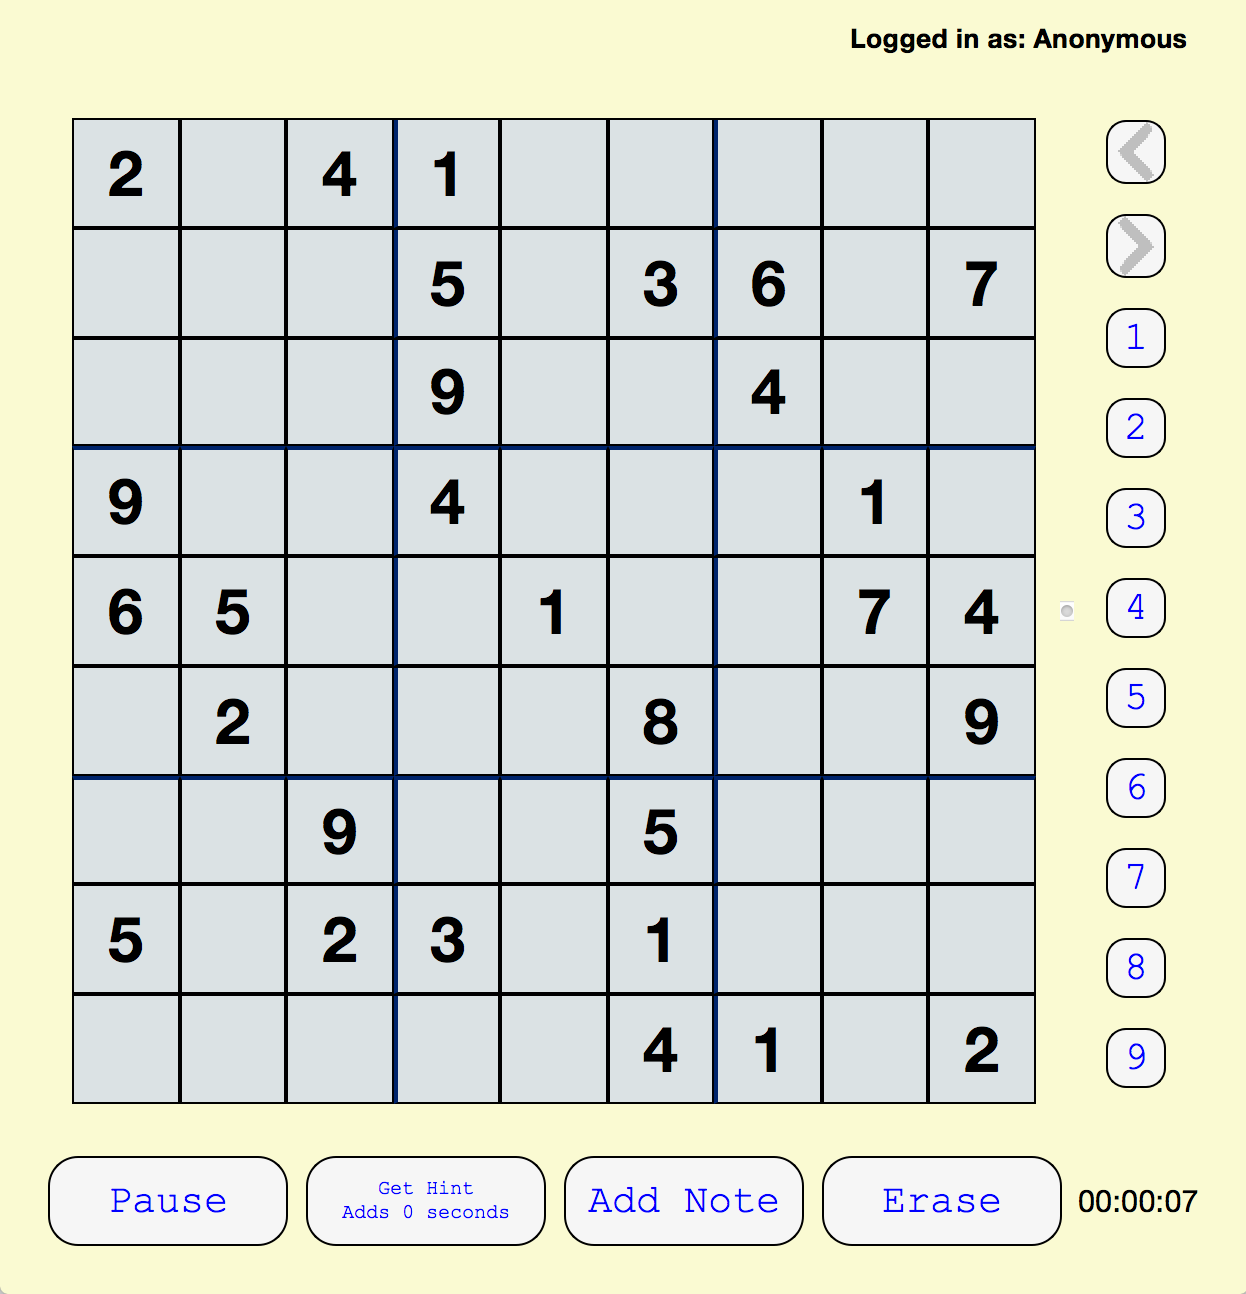 Logged in as: Anonymous
2 4 1
5 3 6 7
9 4
9 4 1
6 5 1 7 4
2 8 9
9 5
5 2 3 1
4 1 2
1
2
3
4
5
6
7
8
9
Pause
Get Hint
Adds 0 seconds
Add Note
Erase
00:00:07